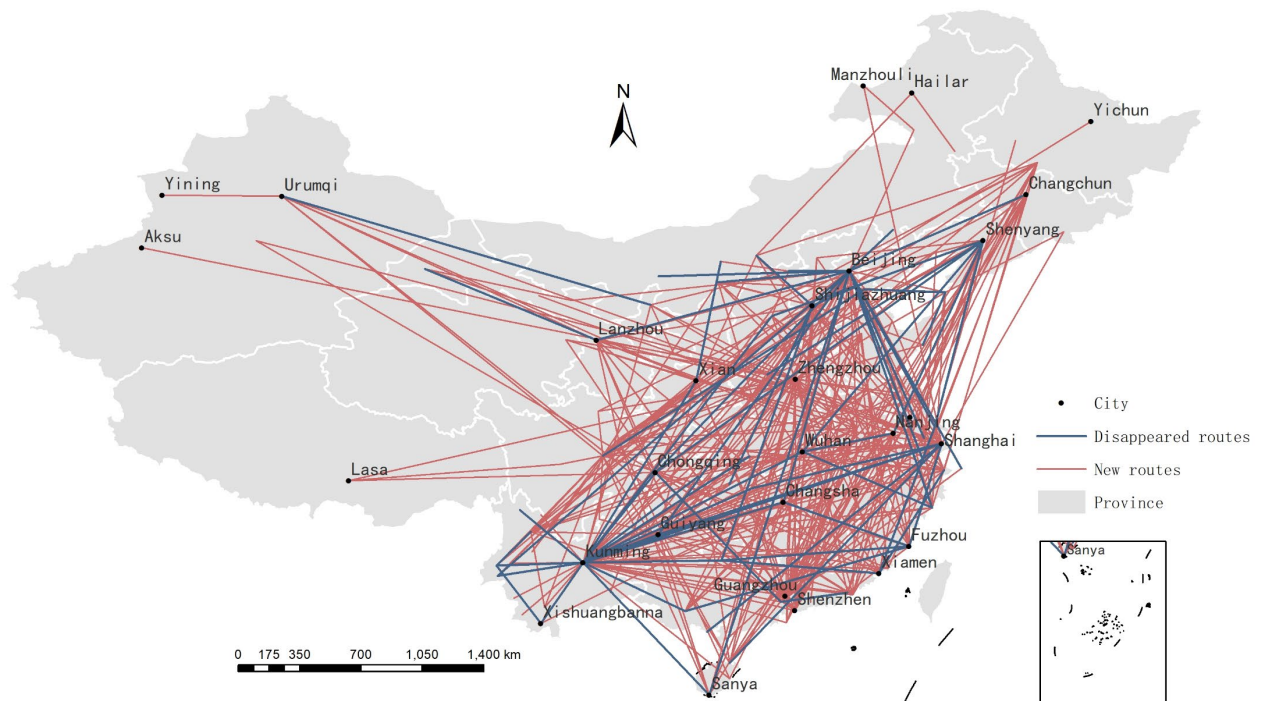 Manzhouli
Hailar
N
Yichun
Yining
Urumqi
Changchun
Aksu
Shenyang
Beijing
Shijiazhuang
Lanzhou
Xian
Zhengzhou
City
Nanjing
Wuhan
Shanghai
Disappeared routes
Chongqing
Lasa
New routes
Changsha
Province
Guiyang
Fuzhou
Kunming
Sanya
Xiamen
Guangzhou
Shenzhen
Xishuangbanna
0 175 350 700 1,050 1,400 km
Sanya